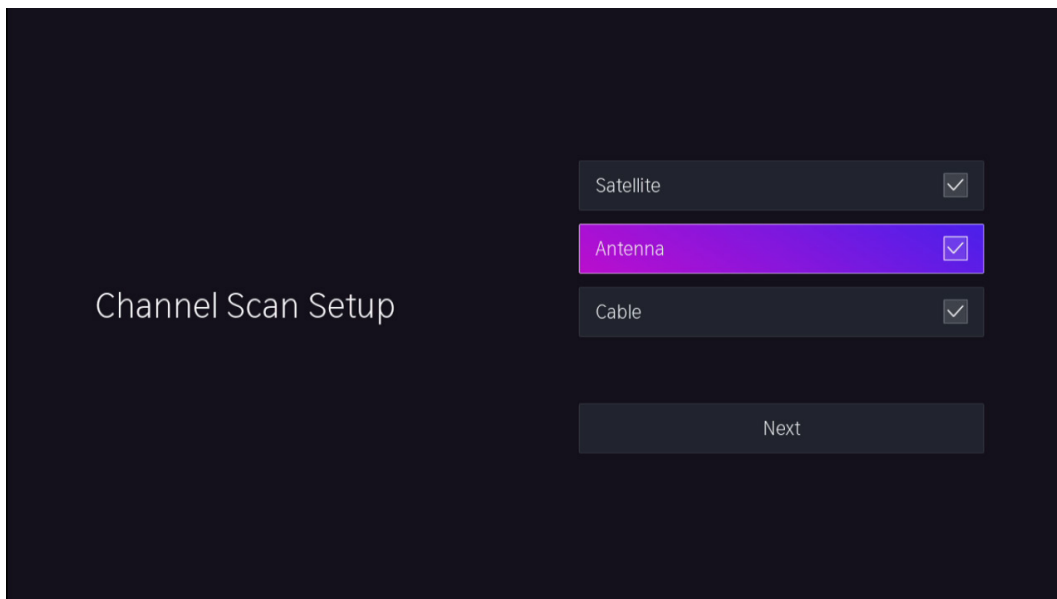 Channel Scan Setup
Satellite
Antenna
Cable
Next